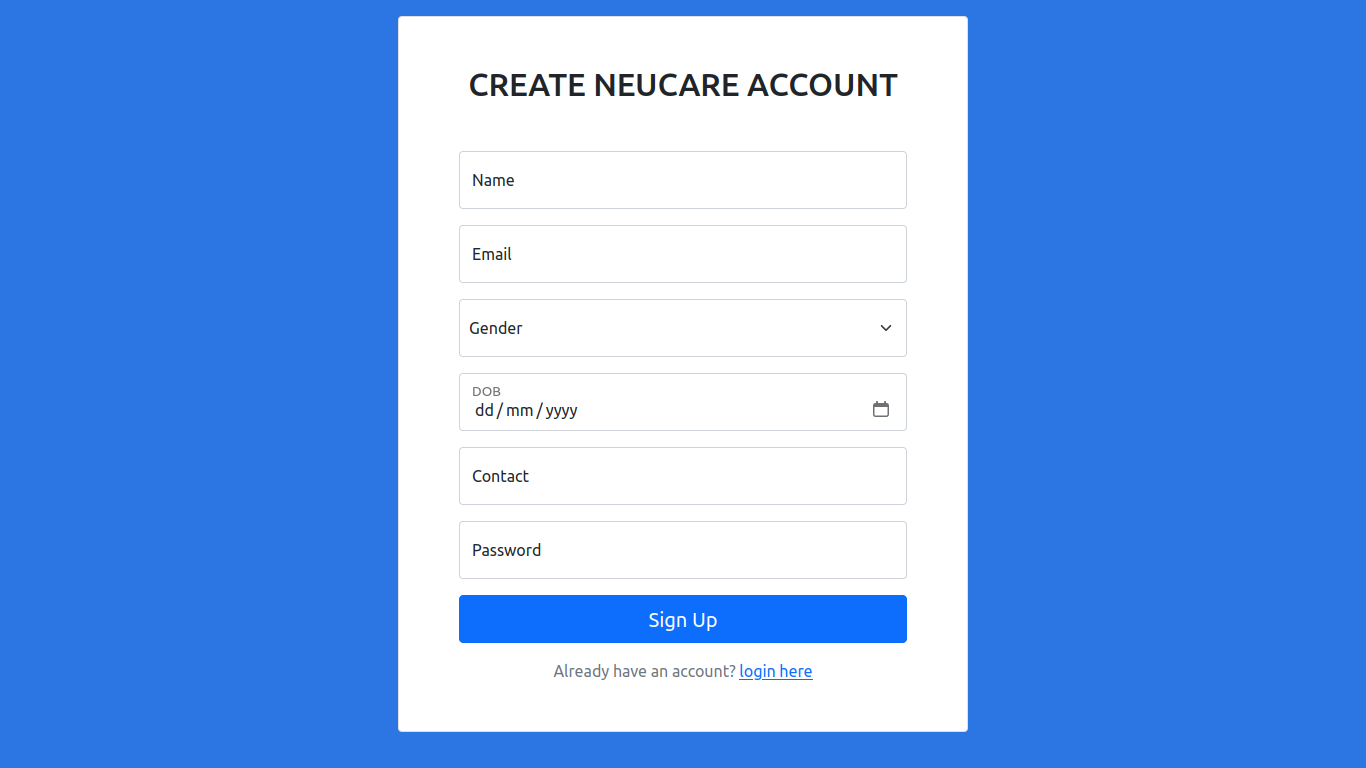 CREATE NEUCARE ACCOUNT
Name
Email
Gender
DOB
dd/mm/yyyy
Contact
Password
Sign Up
Already have an account? login here